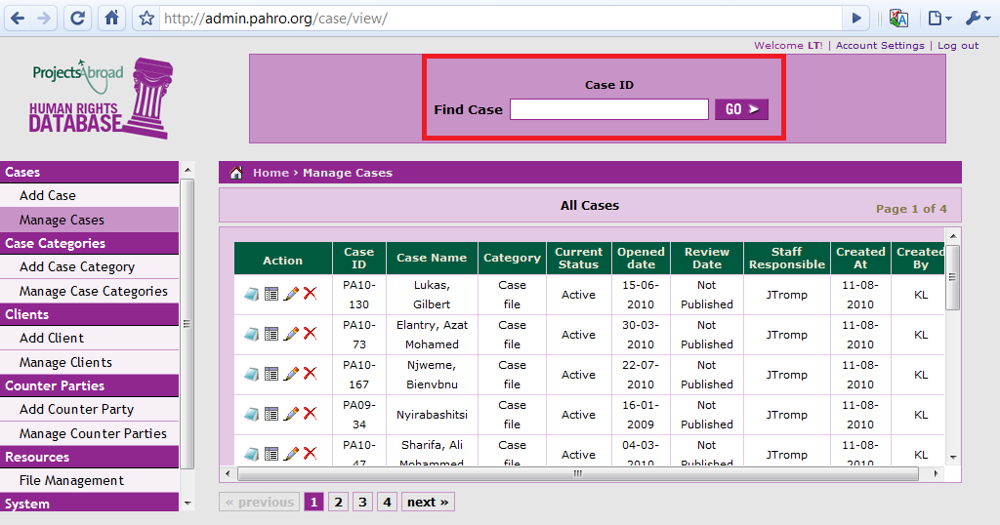 http://admin.pahro.org/case/view/
Welcome LT! | Account Settings | Log out
ProjectsAbroad
HUMAN RIGHTS
DATABASE
Case ID
Find Case
GO
Cases
Add Case
Manage Cases
Case Categories
Add Case Category
Manage Case Categories
Clients
Add Client
Manage Clients
Counter Parties
Add Counter Party
Manage Counter Parties
Resources
File Management
System
Home › Manage Cases
All Cases
Page 1 of 4
Action Case ID Case Name Category Current Status Opened date Review Date Staff Responsible Created At Created By
PA10-130 Lukas, Gilbert Case file Active 15-06-2010 Not Published JTromp 11-08-2010 KL
PA10-73 Elantry, Azat Mohamed Case file Active 30-03-2010 Not Published JTromp 11-08-2010 KL
PA10-167 Njweme, Bienvbnu Case file Active 22-07-2010 Not Published JTromp 11-08-2010 KL
PA09-34 Nyirabashitsi Case file Active 16-01-2009 Not Published JTromp 11-08-2010 KL
PA10-47 Sharifa, Ali Mohammed Case file Active 04-03-2010 Not Published JTromp 11-08-2010 KL
« previous 1 2 3 4 next »